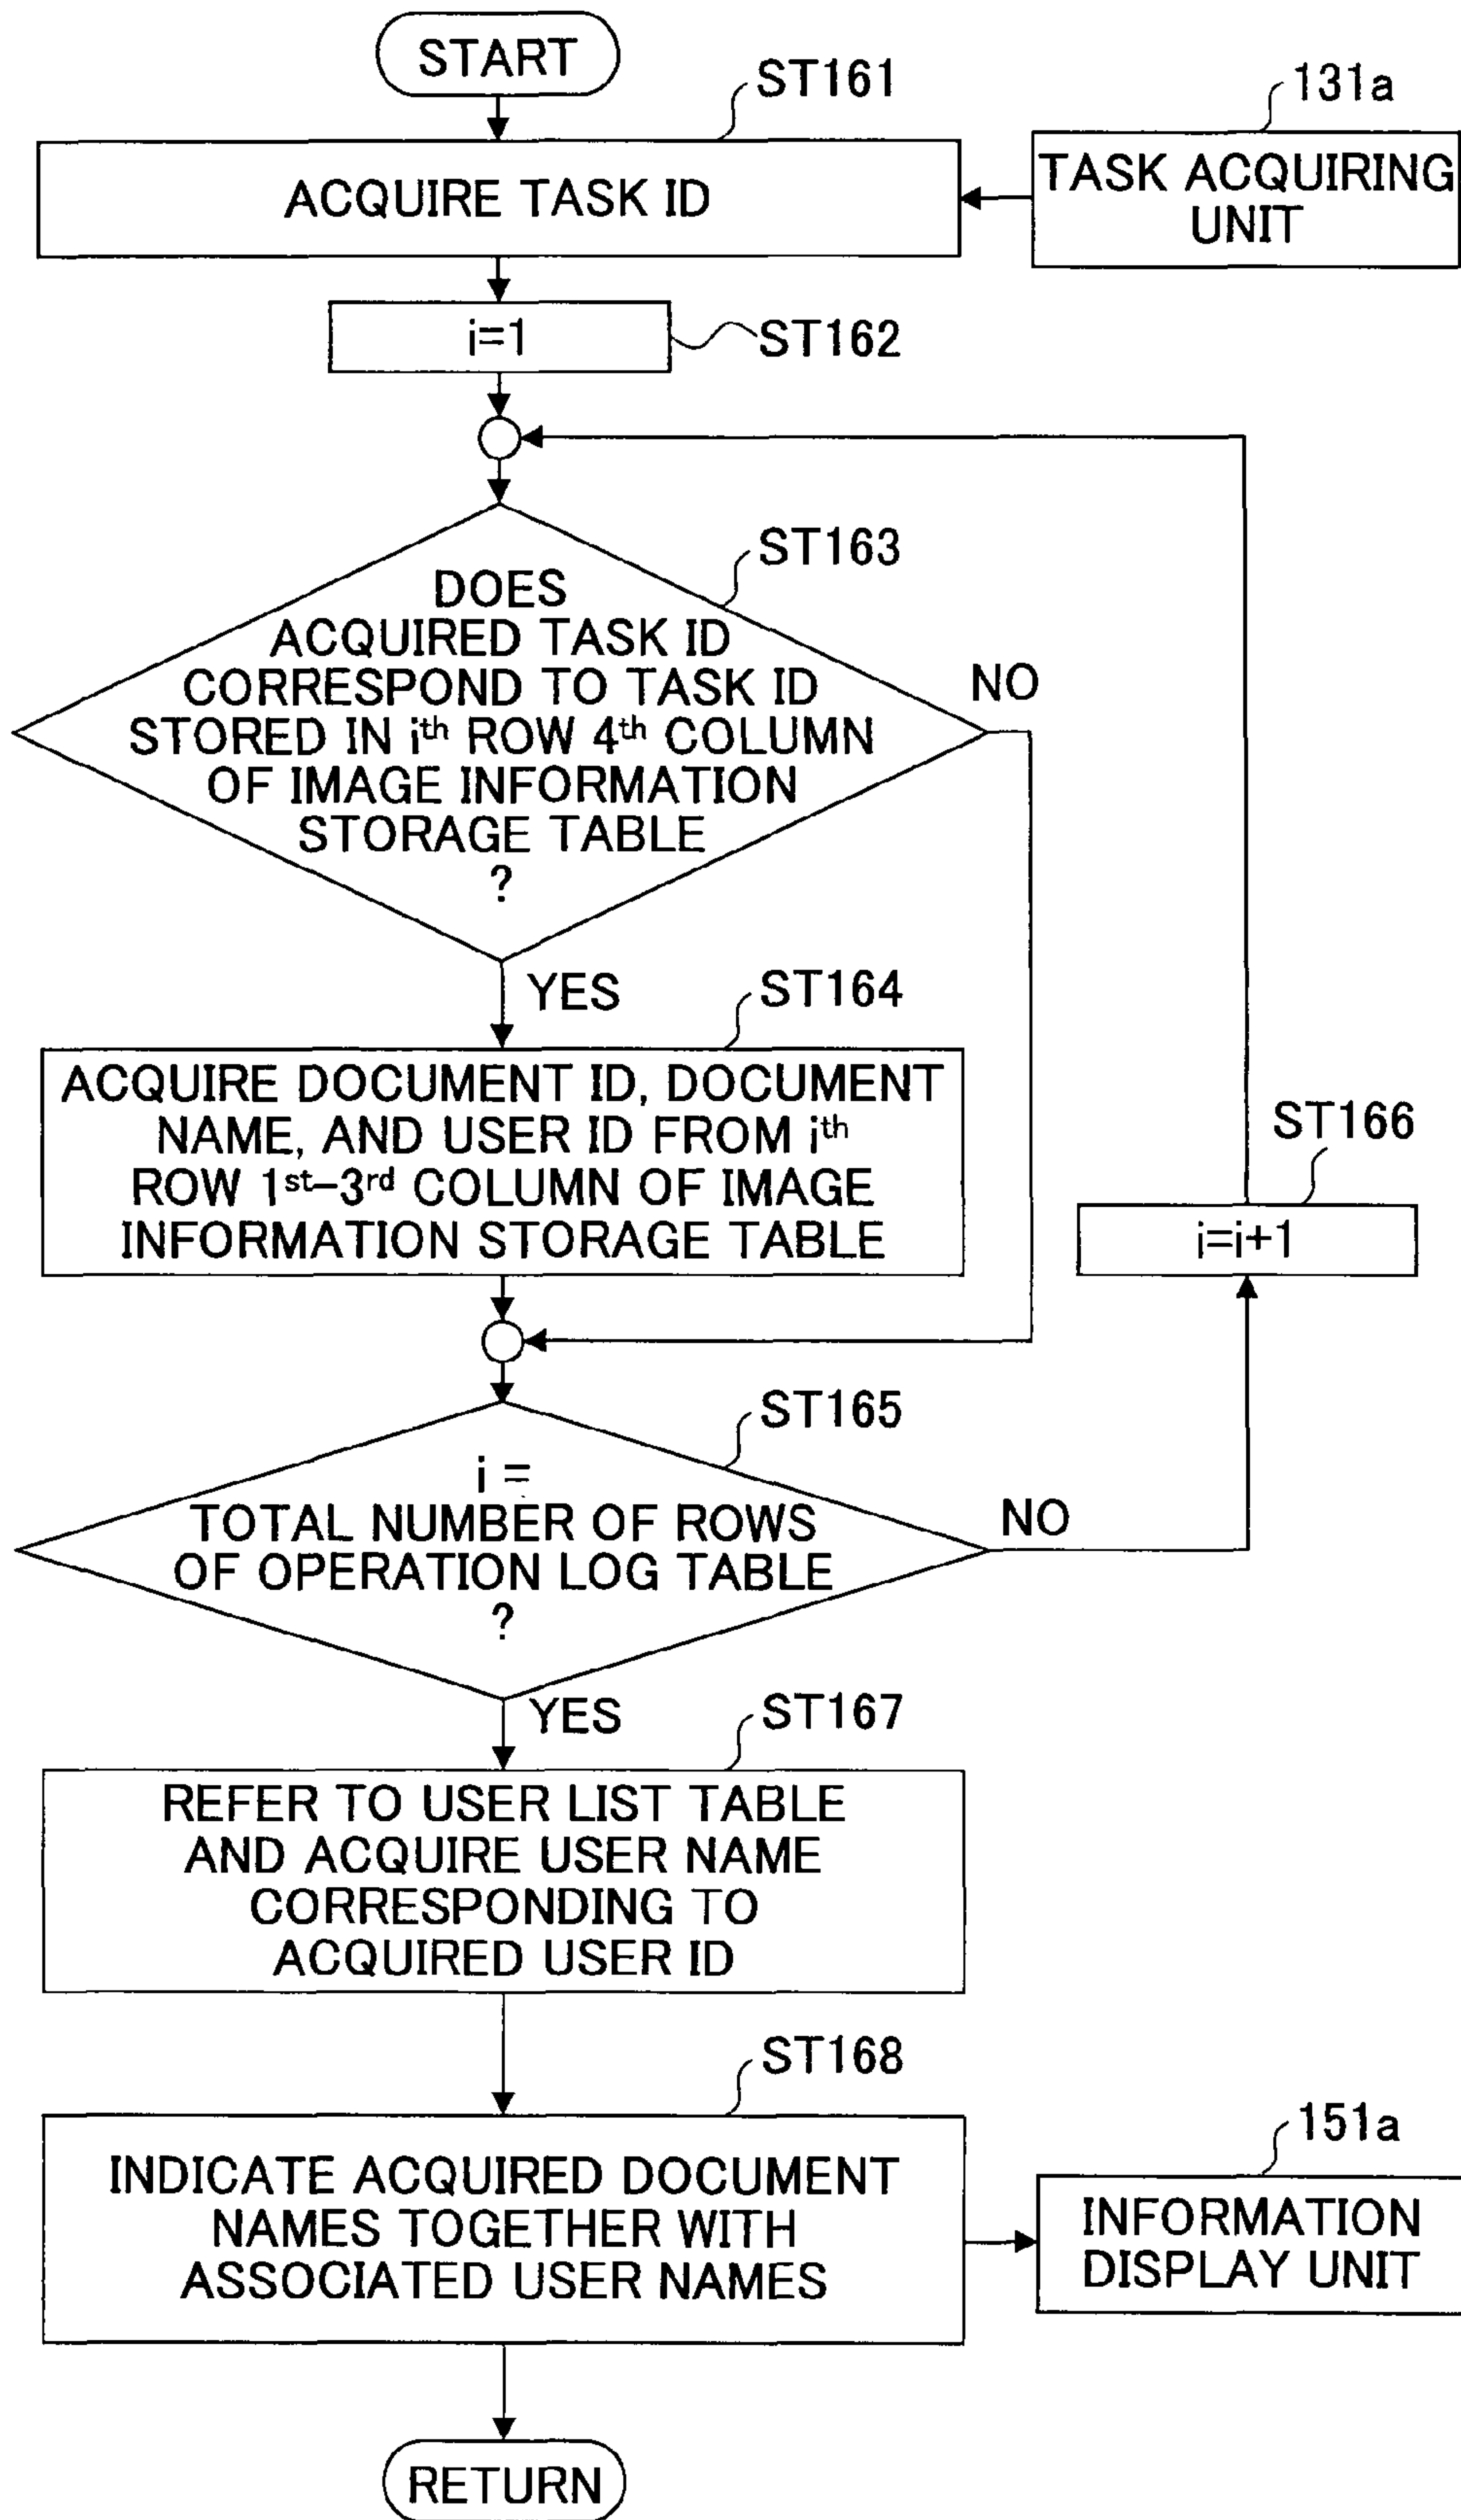 START
ST161
131a
ACQUIRE TASK ID
TASK ACQUIRING
UNIT
i=1
ST162
ST163
DOES
ACQUIRED TASK ID
CORRESPOND TO TASK ID
STORED IN iᵗʰ ROW 4ᵗʰ COLUMN
OF IMAGE INFORMATION
STORAGE TABLE
?
NO
YES
ST164
ACQUIRE DOCUMENT ID, DOCUMENT
NAME, AND USER ID FROM iᵗʰ
ROW 1ˢᵗ–3ʳᵈ COLUMN OF IMAGE
INFORMATION STORAGE TABLE
ST166
i=i+1
ST165
i =
TOTAL NUMBER OF ROWS
OF OPERATION LOG TABLE
?
NO
YES
ST167
REFER TO USER LIST TABLE
AND ACQUIRE USER NAME
CORRESPONDING TO
ACQUIRED USER ID
ST168
151a
INDICATE ACQUIRED DOCUMENT
NAMES TOGETHER WITH
ASSOCIATED USER NAMES
INFORMATION
DISPLAY UNIT
RETURN